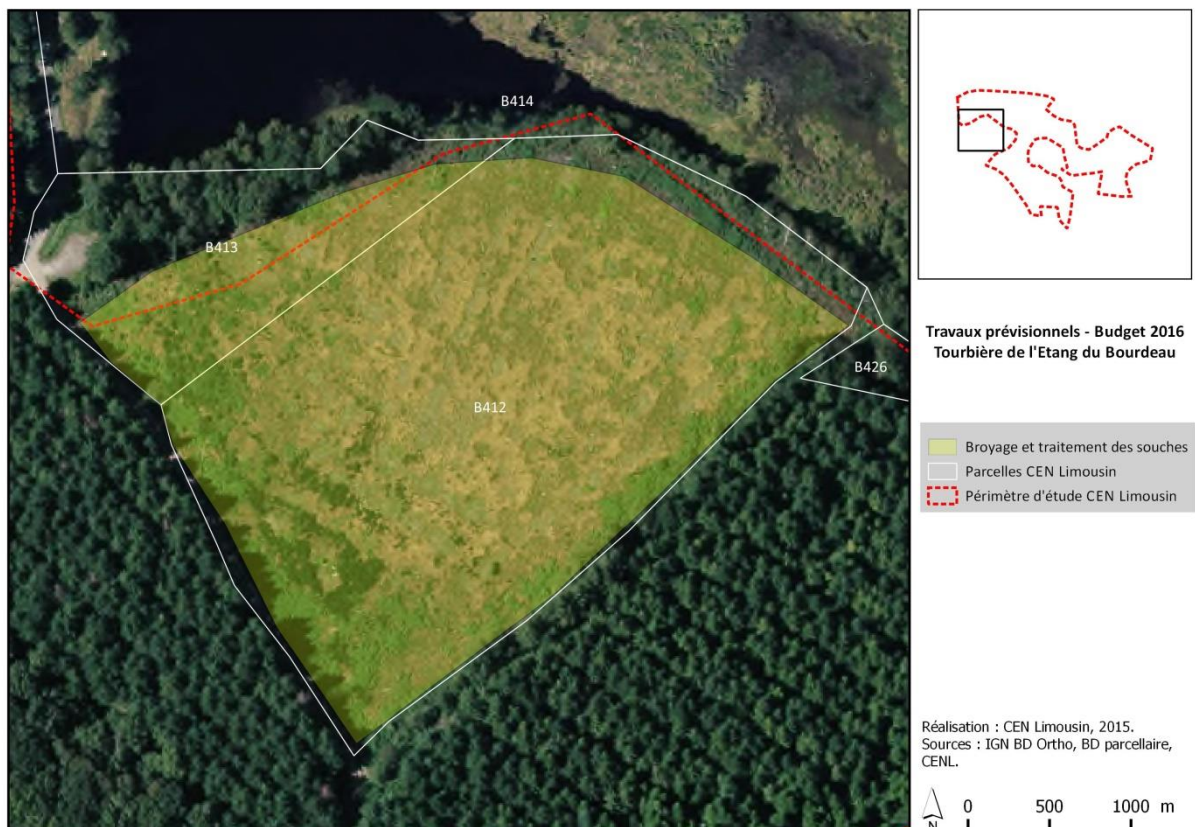 B414
B413
B412
B426
Travaux prévisionnels - Budget 2016
Tourbière de l'Etang du Bourdeau
Broyage et traitement des souches
Parcelles CEN Limousin
Périmètre d'étude CEN Limousin
Réalisation : CEN Limousin, 2015.
Sources : IGN BD Ortho, BD parcellaire,
CENL.
N 0 500 1000 m